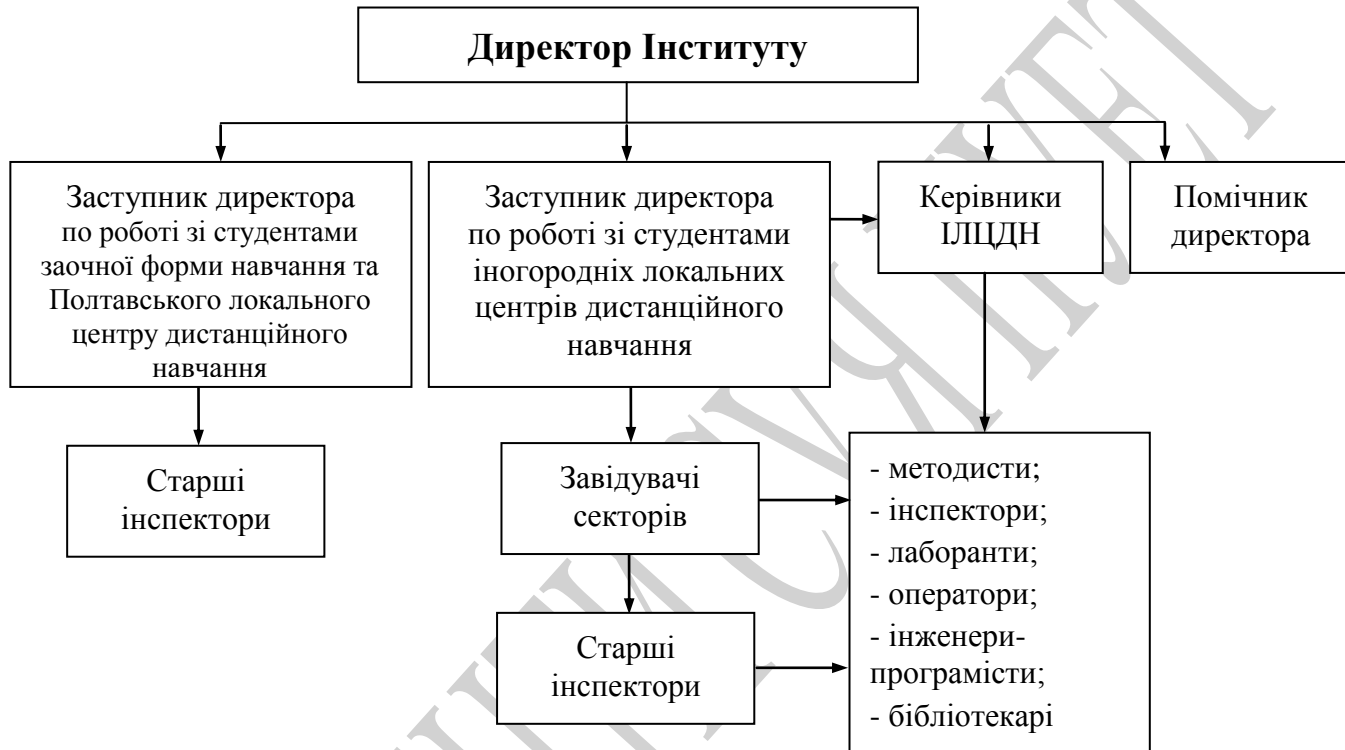 Директор Інституту
Заступник директора
по роботі зі студентами
заочної форми навчання та
Полтавського локального
центру дистанційного
навчання
Заступник директора
по роботі зі студентами
іногородніх локальних
центрів дистанційного
навчання
Керівники
ІЛЦДН
Помічник
директора
Старші
інспектори
Завідувачі
секторів
Старші
інспектори
- методисти;
- інспектори;
- лаборанти;
- оператори;
- інженери-
програмісти;
- бібліотекарі